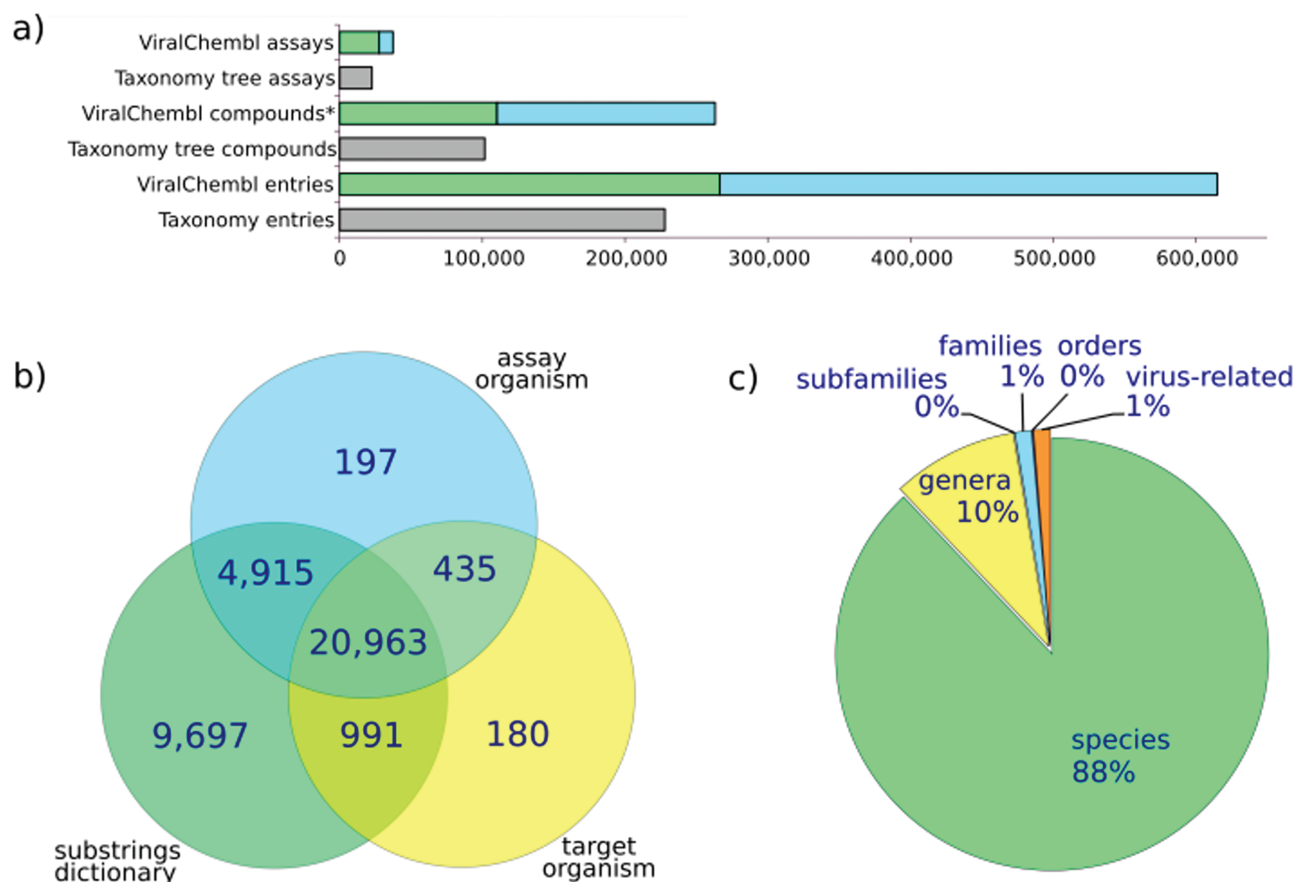 a)
ViralChembl assays
Taxonomy tree assays
ViralChembl compounds*
Taxonomy tree compounds
ViralChembl entries
Taxonomy entries
0 100,000 200,000 300,000 400,000 500,000 600,000
b)
assay
organism
197
4,915
435
20,963
9,697
991
180
substrings
dictionary
target
organism
c)
families
1%
orders
0%
subfamilies
0%
virus-related
1%
genera
10%
species
88%